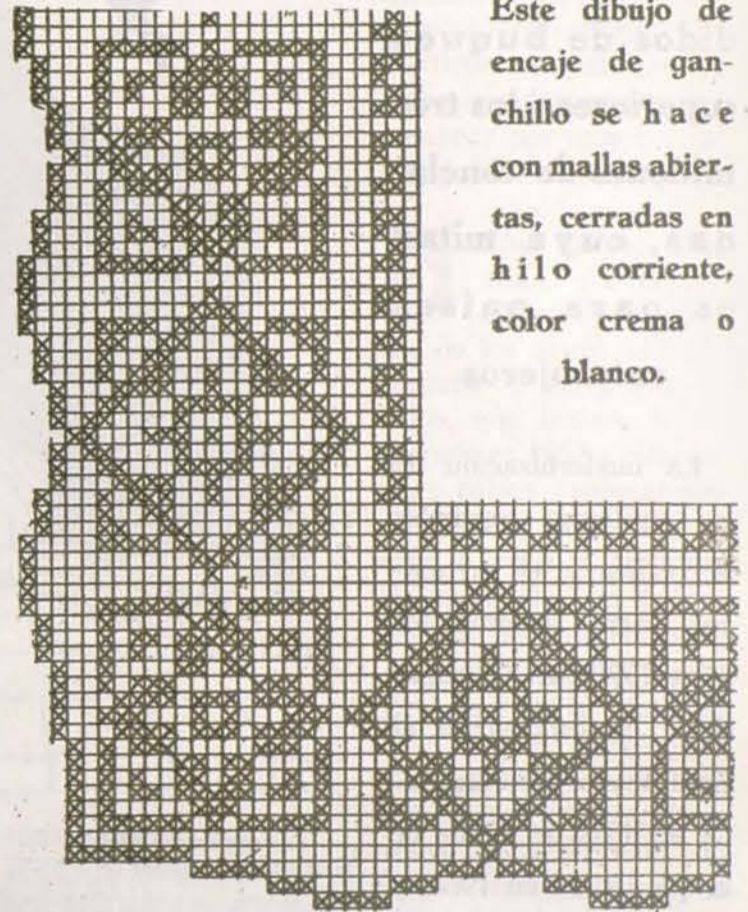 Este dibujo de
encaje de gan-
chillo se hace
con mallas abier-
tas, cerradas en
hilo corriente,
color crema o
blanco.